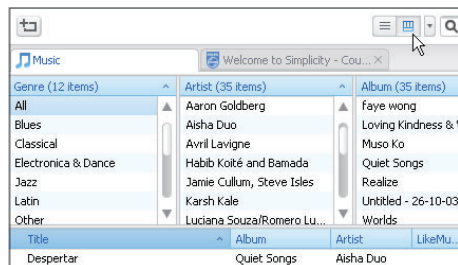 Music
Welcome to Simplicity - Cou...
Genre (12 items)
Artist (35 items)
Album (35 items)
All
Aaron Goldberg
faye wong
Blues
Aisha Duo
Loving Kindness &
Classical
Avril Lavigne
Muso Ko
Electronica & Dance
Habib Koité and Bamada
Quiet Songs
Jazz
Jamie Cullum, Steve Isles
Realize
Latin
Karsh Kale
Untitled - 26-10-03
Other
Luciana Souza/Romero Lu...
Worlds
Title
Album
Artist
LikeMu...
Despertar
Quiet Songs
Aisha Duo